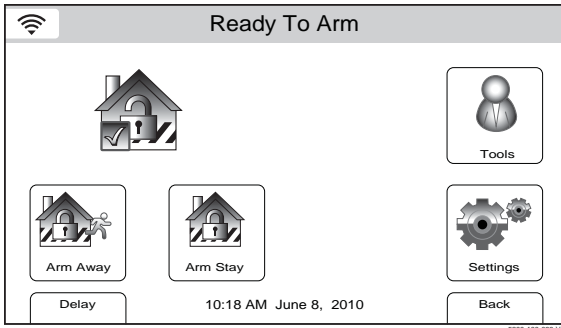 Ready To Arm
Tools
Arm Away
Arm Stay
Settings
Delay
10:18 AM June 8, 2010
Back